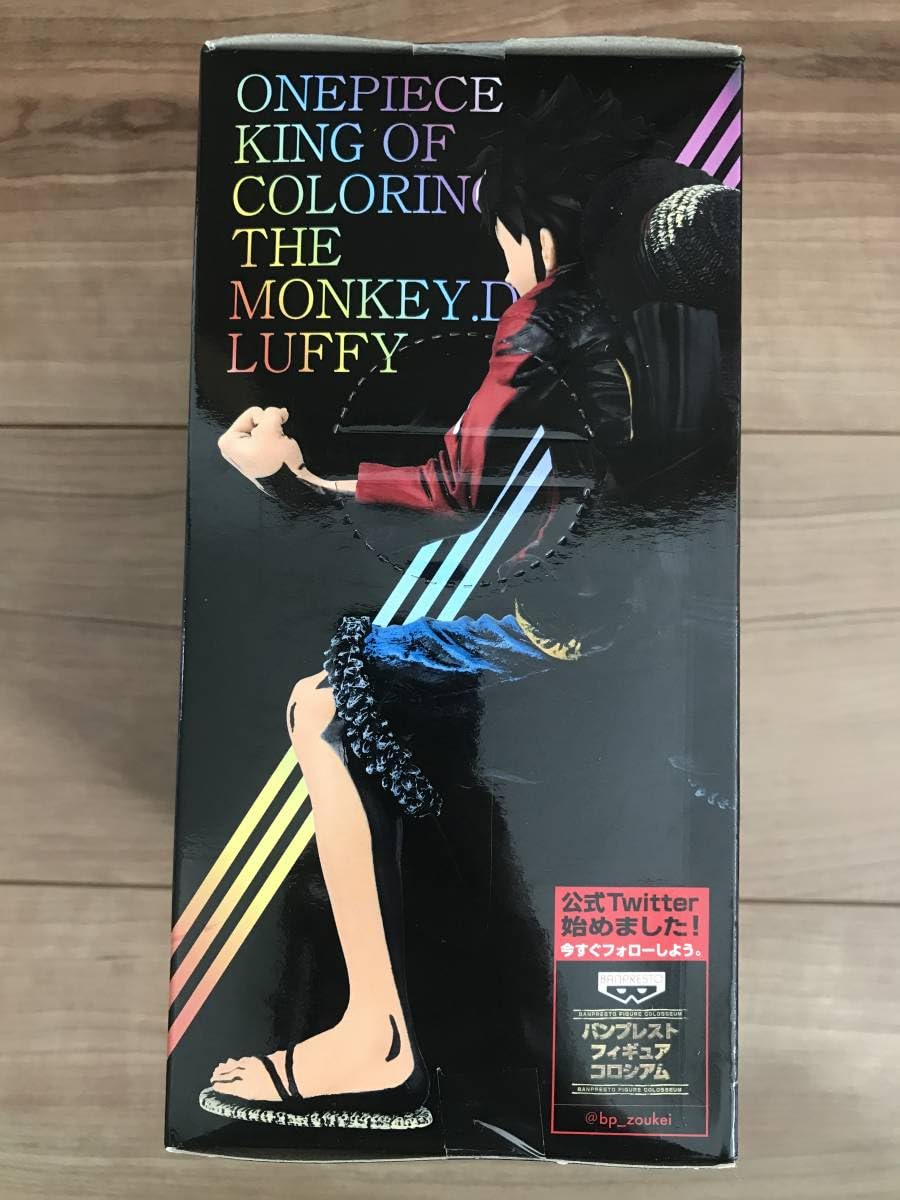 ONEPIECE
KING OF
COLORING
THE
MONKEY.D
LUFFY
公式Twitter
始めました!
今すぐフォローしよう。
BANPRESTO
BANPRESTO FIGURE COLOSSEUM
バンプレスト
フィギュア
コロシアム
BANPRESTO FIGURE COLOSSEUM
@bp_zoukei